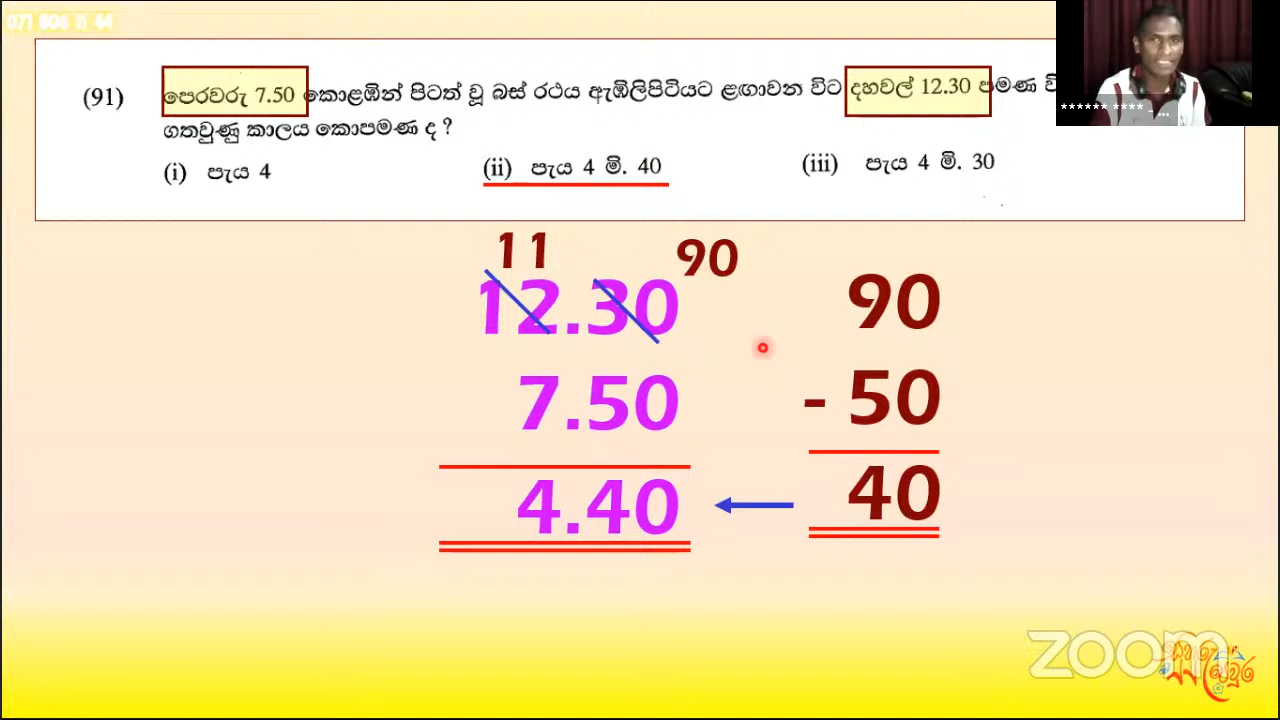 (91) පෙරවරු 7.50 කොළඹින් පිටත් වූ බස් රථය ඇඹිලිපිටියට ළඟාවන විට දහවල් 12.30 පමණ
ගතවුණු කාලය කොපමණ ද ?
(i) පැය 4 (ii) පැය 4 මි. 40 (iii) පැය 4 මි. 30
****** **** - ...
11 90
12.30 90
7.50 - 50
4.40 40
zoom